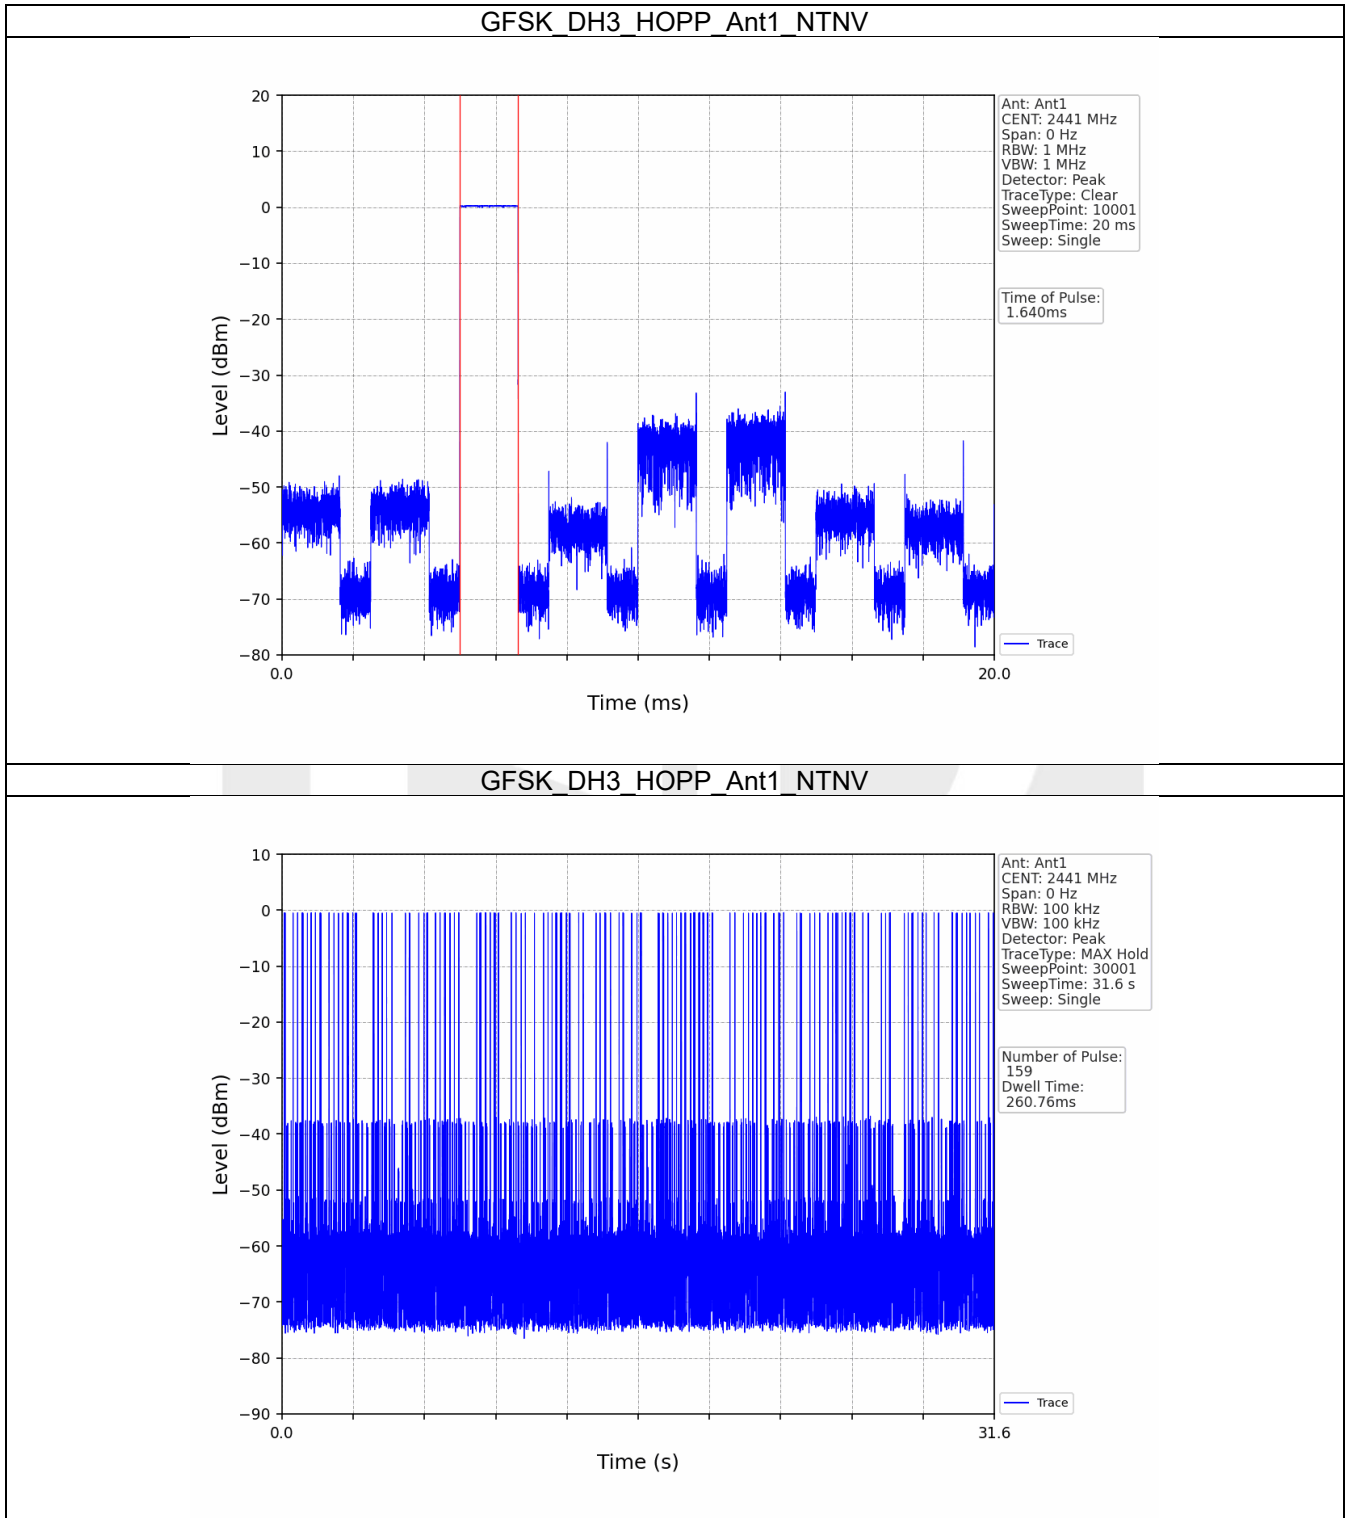 GFSK_DH3_HOPP_Ant1_NTNV
20
10
0
−10
−20
−30
−40
−50
−60
−70
−80
Level (dBm)
0.0
20.0
Time (ms)
Ant: Ant1
CENT: 2441 MHz
Span: 0 Hz
RBW: 1 MHz
VBW: 1 MHz
Detector: Peak
TraceType: Clear
SweepPoint: 10001
SweepTime: 20 ms
Sweep: Single
Time of Pulse:
1.640ms
Trace
GFSK_DH3_HOPP_Ant1_NTNV
10
0
−10
−20
−30
−40
−50
−60
−70
−80
−90
Level (dBm)
0.0
31.6
Time (s)
Ant: Ant1
CENT: 2441 MHz
Span: 0 Hz
RBW: 100 kHz
VBW: 100 kHz
Detector: Peak
TraceType: MAX Hold
SweepPoint: 30001
SweepTime: 31.6 s
Sweep: Single
Number of Pulse:
159
Dwell Time:
260.76ms
Trace